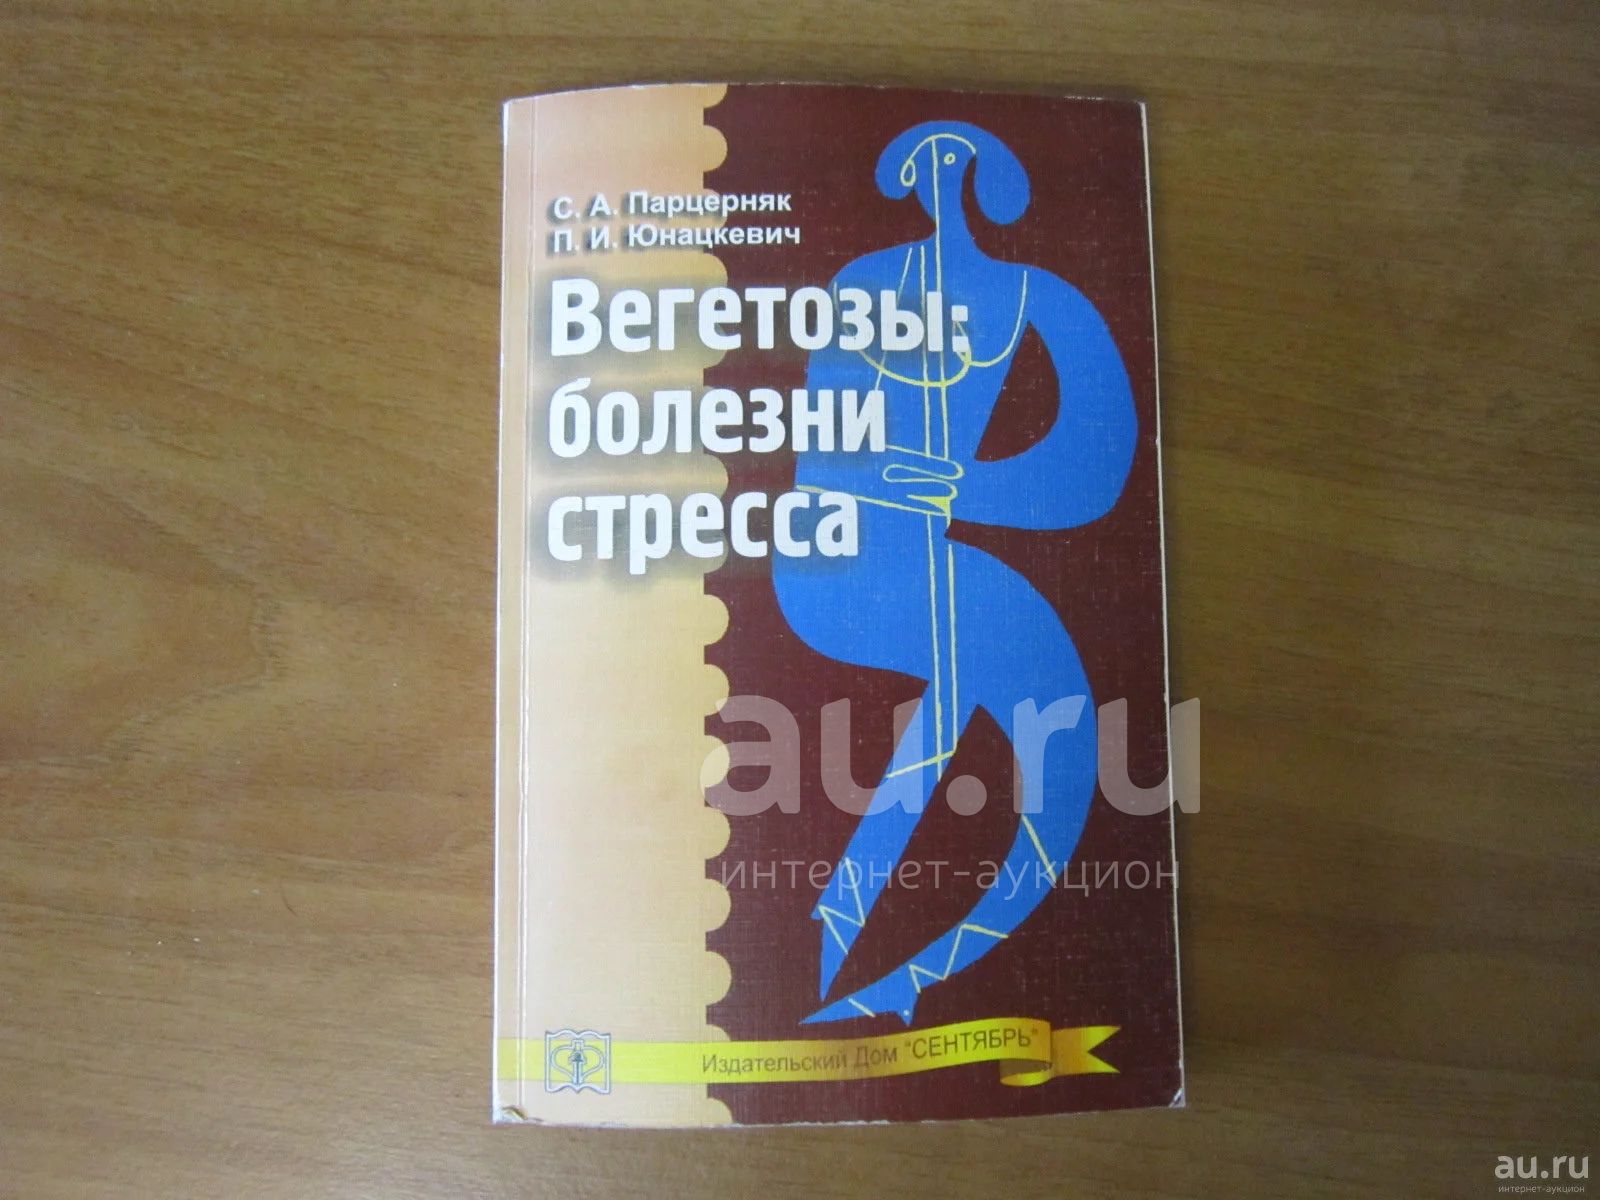 С. А. Парцерняк
П. И. Юнацкевич
Вегетозы:
болезни
стресса
au.ru
интернет-аукцион
Издательский Дом "СЕНТЯБРЬ"
au.ru
интернет-аукцион